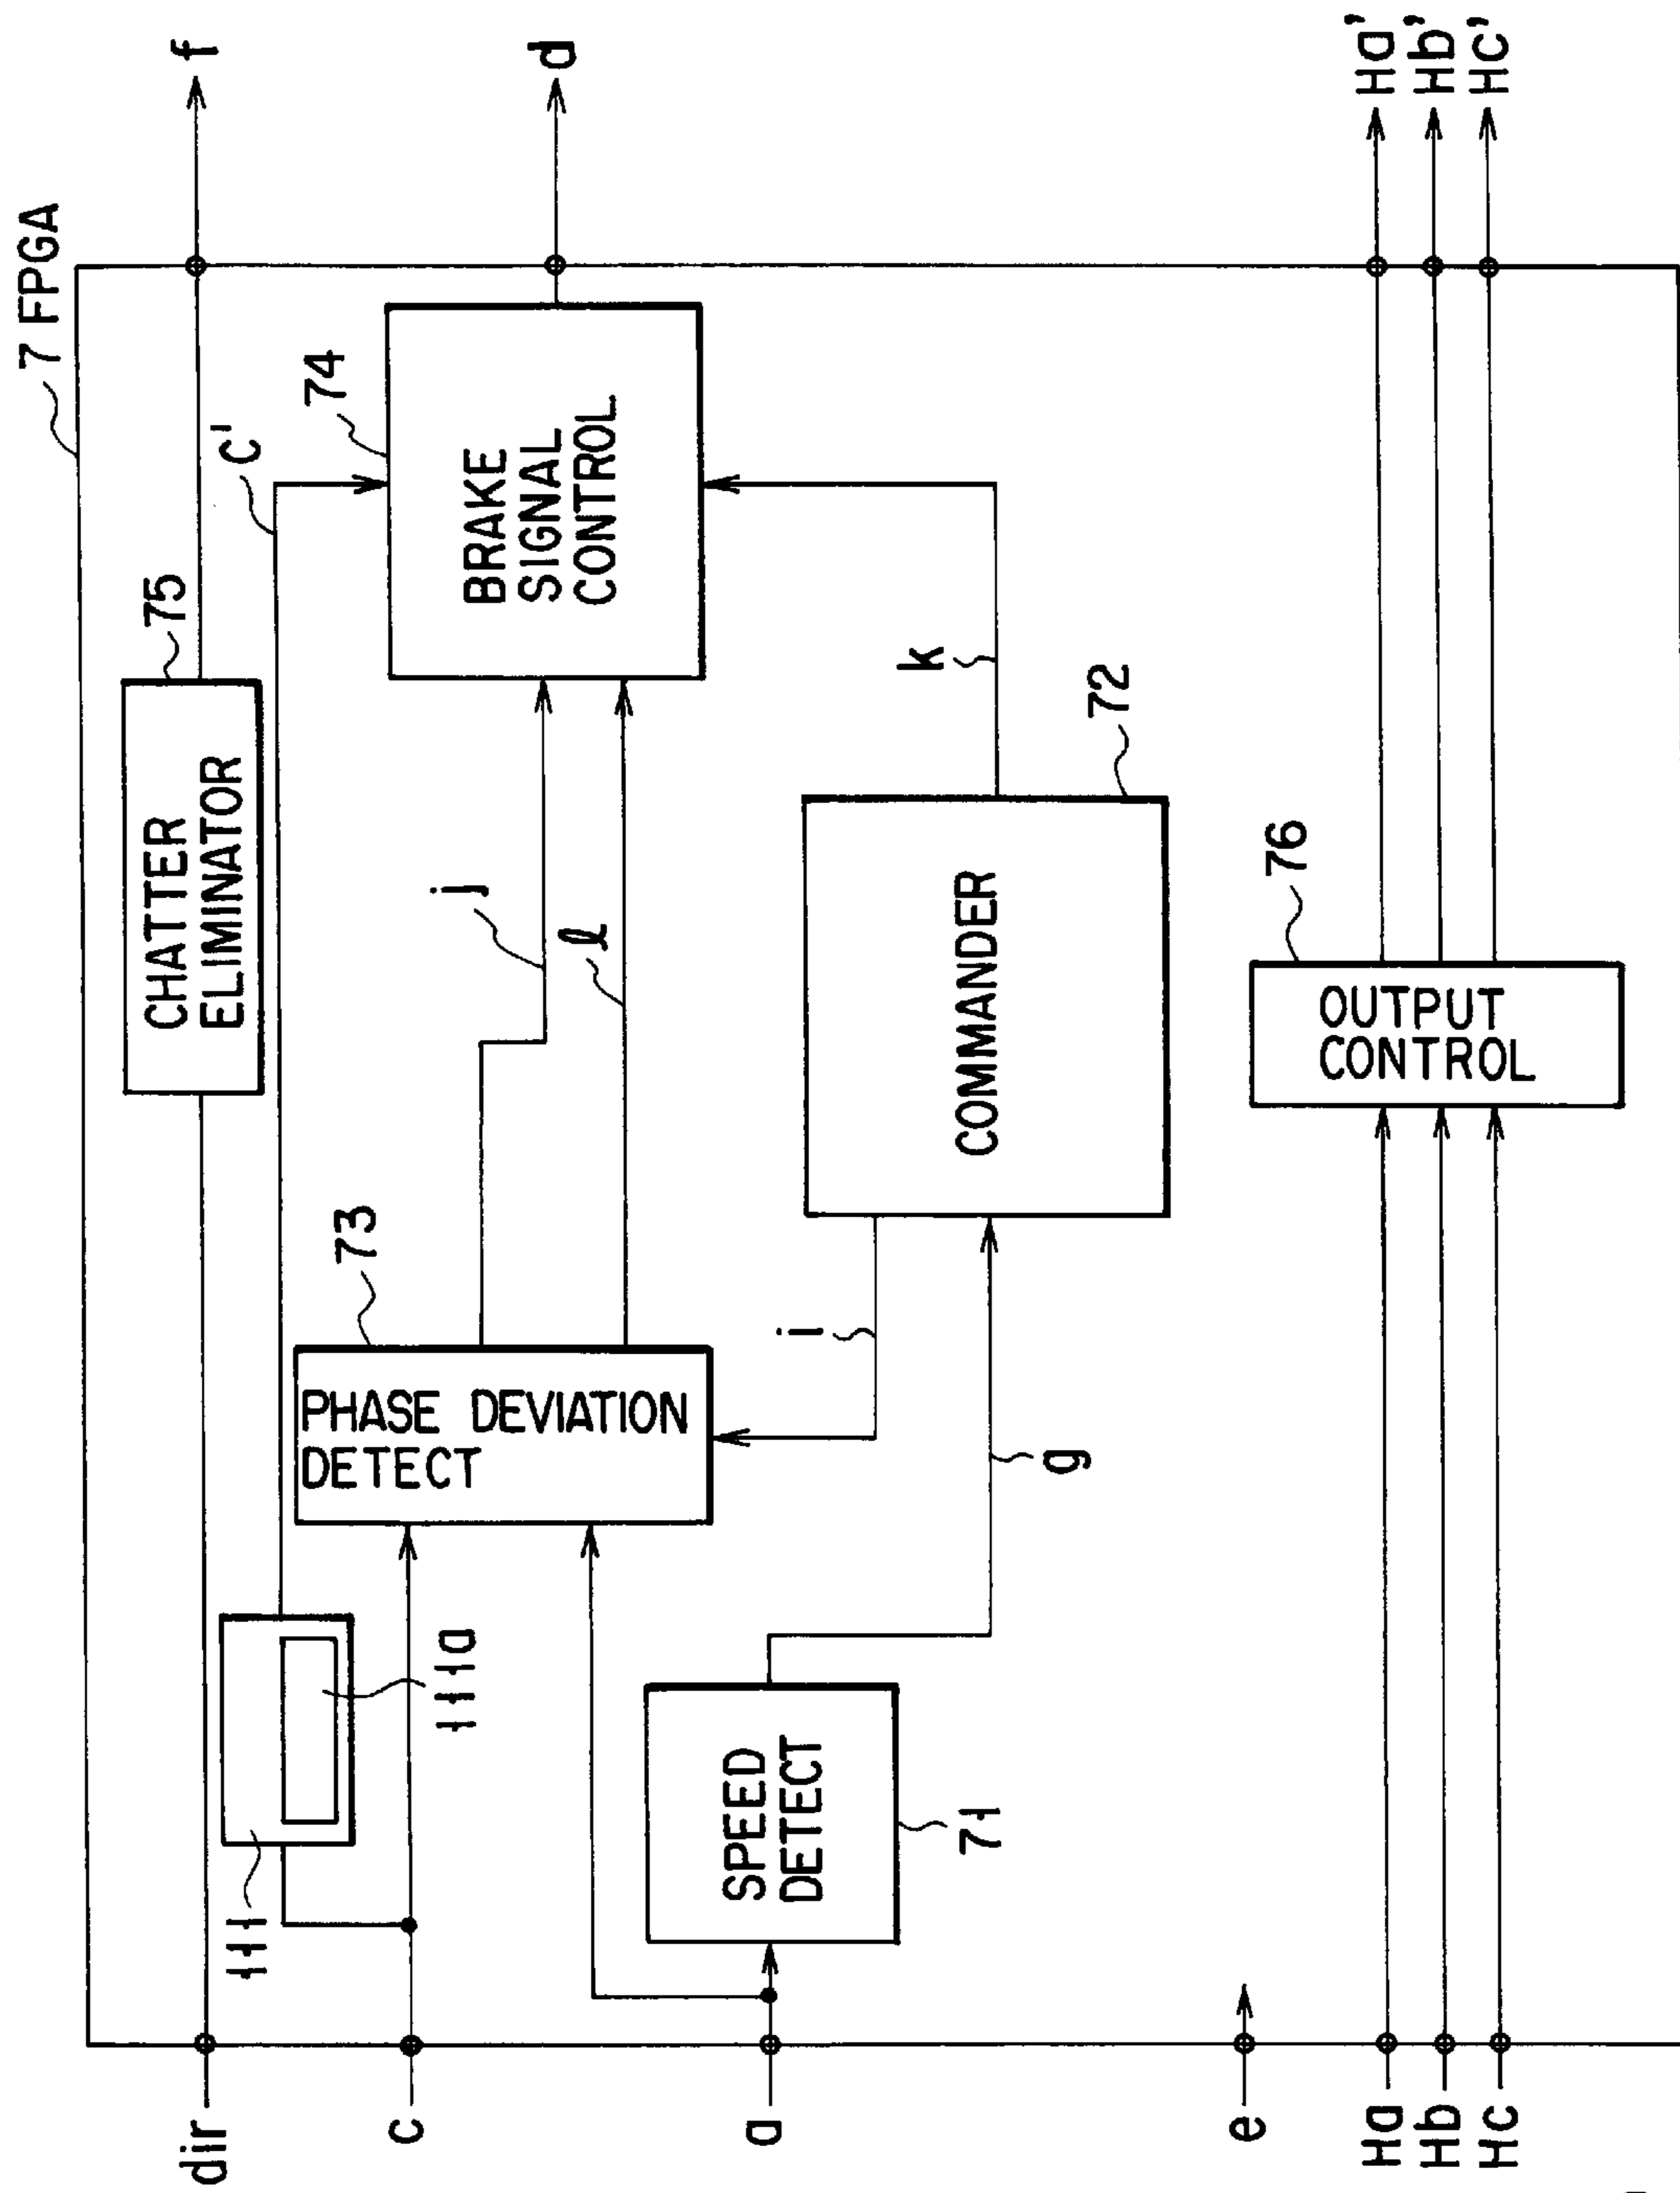 7 FPGA
dir
CHATTER
ELIMINATOR
75
f
111
111a
C'
c
PHASE DEVIATION
DETECT
73
j
ℓ
BRAKE
SIGNAL
CONTROL
74
d
a
SPEED
DETECT
71
g
i
COMMANDER
72
k
e
Ha
Hb
Hc
OUTPUT
CONTROL
76
Ha'
Hb'
Hc'